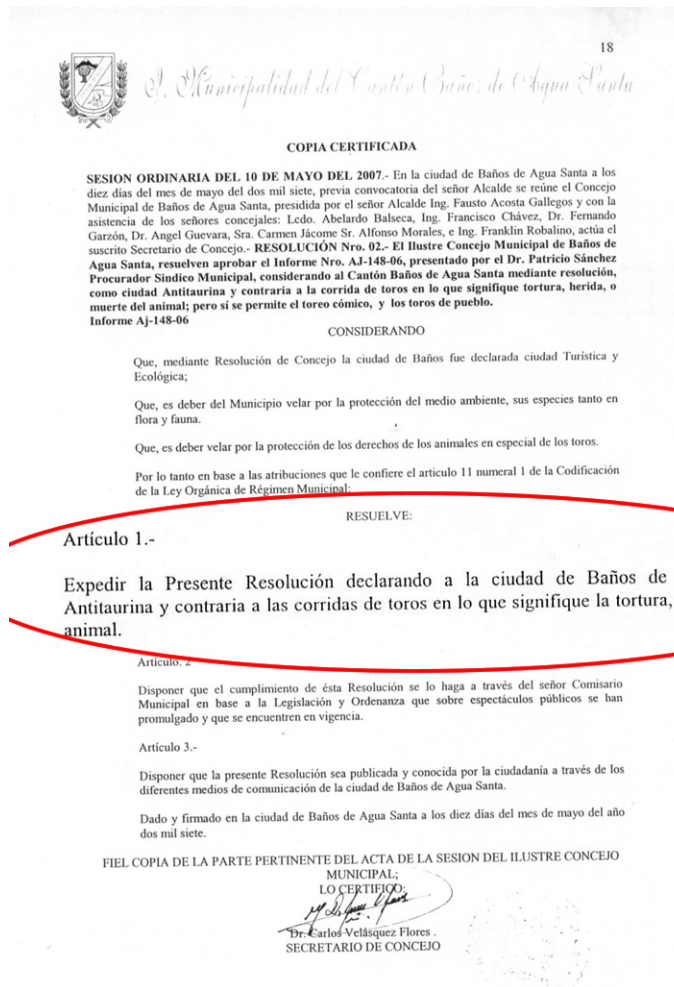 18
I. Municipalidad del Cantón Baños de Agua Santa
COPIA CERTIFICADA
SESION ORDINARIA DEL 10 DE MAYO DEL 2007.- En la ciudad de Baños de Agua Santa a los
diez días del mes de mayo del dos mil siete, previa convocatoria del señor Alcalde se reúne el Concejo
Municipal de Baños de Agua Santa, presidida por el señor Alcalde Ing. Fausto Acosta Gallegos y con la
asistencia de los señores concejales: Lcdo. Abelardo Balseca, Ing. Francisco Chávez, Dr. Fernando
Garzón, Dr. Angel Guevara, Sra. Carmen Jácome Sr. Alfonso Morales, e Ing. Franklin Robalino, actúa el
suscrito Secretario de Concejo.- RESOLUCIÓN Nro. 02.- El Ilustre Concejo Municipal de Baños de
Agua Santa, resuelven aprobar el Informe Nro. AJ-148-06, presentado por el Dr. Patricio Sánchez
Procurador Sindico Municipal, considerando al Cantón Baños de Agua Santa mediante resolución,
como ciudad Antitaurina y contraria a la corrida de toros en lo que signifique tortura, herida, o
muerte del animal; pero sí se permite el toreo cómico, y los toros de pueblo.
Informe Aj-148-06
CONSIDERANDO
Que, mediante Resolución de Concejo la ciudad de Baños fue declarada ciudad Turística y
Ecológica;
Que, es deber del Municipio velar por la protección del medio ambiente, sus especies tanto en
flora y fauna.
Que, es deber velar por la protección de los derechos de los animales en especial de los toros.
Por lo tanto en base a las atribuciones que le confiere el articulo 11 numeral 1 de la Codificación
de la Ley Orgánica de Régimen Municipal;
RESUELVE:
Artículo 1.-
Expedir la Presente Resolución declarando a la ciudad de Baños de
Antitaurina y contraria a las corridas de toros en lo que signifique la tortura,
animal.
Articulo. 2
Disponer que el cumplimiento de ésta Resolución se lo haga a través del señor Comisario
Municipal en base a la Legislación y Ordenanza que sobre espectáculos públicos se han
promulgado y que se encuentren en vigencia.
Artículo 3.-
Disponer que la presente Resolución sea publicada y conocida por la ciudadanía a través de los
diferentes medios de comunicación de la ciudad de Baños de Agua Santa.
Dado y firmado en la ciudad de Baños de Agua Santa a los diez días del mes de mayo del año
dos mil siete.
FIEL COPIA DE LA PARTE PERTINENTE DEL ACTA DE LA SESION DEL ILUSTRE CONCEJO
MUNICIPAL;
LO CERTIFICO:
Dr. Carlos Velásquez Flores .
SECRETARIO DE CONCEJO